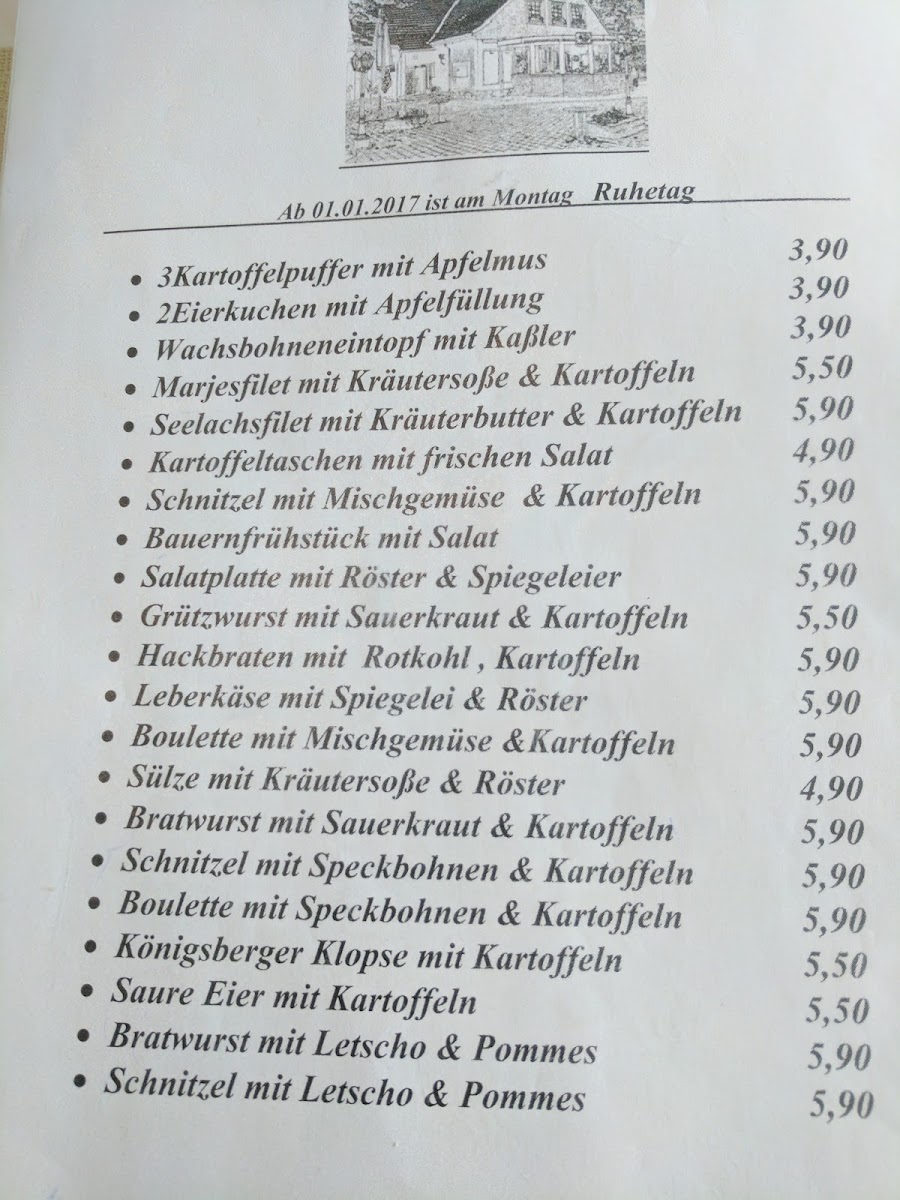 Ab 01.01.2017 ist am Montag Ruhetag
• 3Kartoffelpuffer mit Apfelmus 3,90
• 2Eierkuchen mit Apfelfüllung 3,90
• Wachsbohneneintopf mit Kaßler 3,90
• Marjesfilet mit Kräutersoße & Kartoffeln 5,50
• Seelachsfilet mit Kräuterbutter & Kartoffeln 5,90
• Kartoffeltaschen mit frischen Salat 4,90
• Schnitzel mit Mischgemüse & Kartoffeln 5,90
• Bauernfrühstück mit Salat 5,90
• Salatplatte mit Röster & Spiegeleier 5,90
• Grützwurst mit Sauerkraut & Kartoffeln 5,50
• Hackbraten mit Rotkohl , Kartoffeln 5,90
• Leberkäse mit Spiegelei & Röster 5,90
• Boulette mit Mischgemüse &Kartoffeln 5,90
• Sülze mit Kräutersoße & Röster 4,90
• Bratwurst mit Sauerkraut & Kartoffeln 5,90
• Schnitzel mit Speckbohnen & Kartoffeln 5,90
• Boulette mit Speckbohnen & Kartoffeln 5,90
• Königsberger Klopse mit Kartoffeln 5,50
• Saure Eier mit Kartoffeln 5,50
• Bratwurst mit Letscho & Pommes 5,90
• Schnitzel mit Letscho & Pommes 5,90